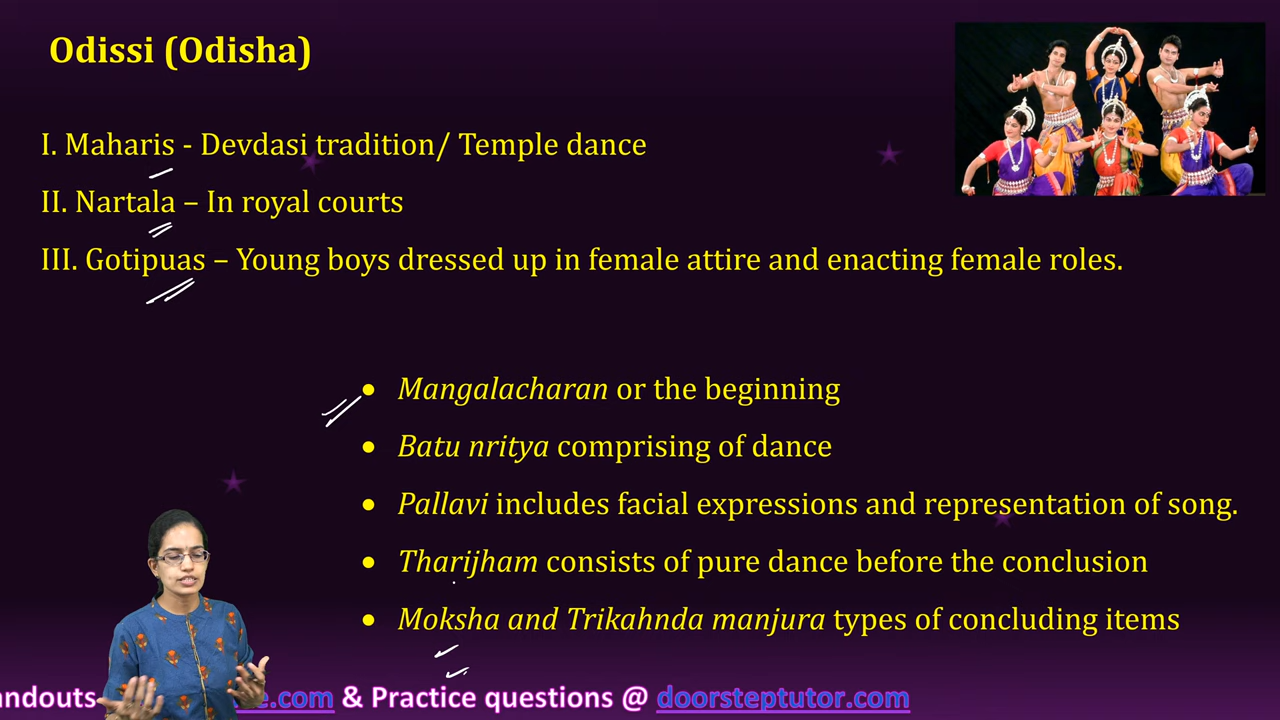 Odissi (Odisha)
I. Maharis - Devdasi tradition/ Temple dance
II. Nartala – In royal courts
III. Gotipuas – Young boys dressed up in female attire and enacting female roles.
• Mangalacharan or the beginning
• Batu nritya comprising of dance
• Pallavi includes facial expressions and representation of song.
• Tharijham consists of pure dance before the conclusion
• Moksha and Trikahnda manjura types of concluding items
& Practice questions @ doorsteptutor.com